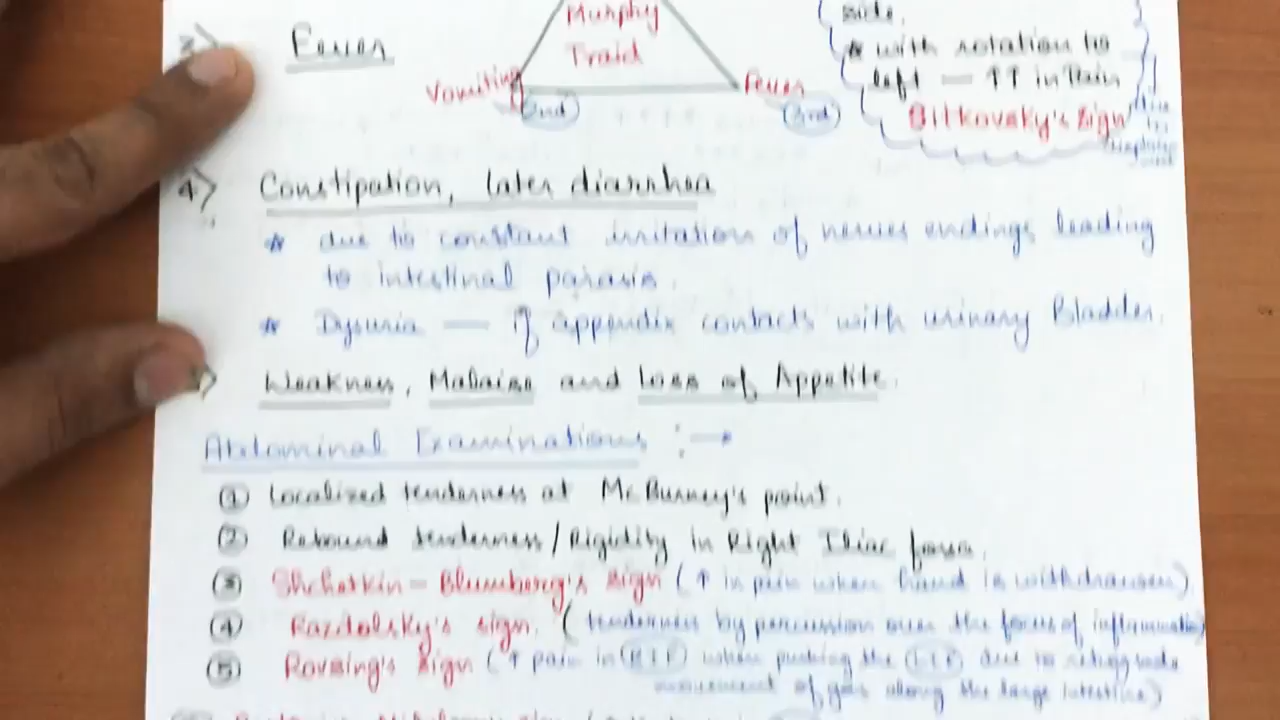 side.
Murphy
Traid
3> Fever
* with rotation to
left — ↑↑ in Pain
Vomiting
Fever
(2nd)
(3rd)
Bitkovsky's sign
4> Constipation, later diarrhea
* due to constant irritation of nerves endings leading
to intestinal parasis.
* Dysuria — if appendix contacts with urinary Bladder.
> Weakness, Malaise and Loss of Appetite.
Abdominal Examinations :→
① Localized tenderness at McBurney's point.
② Rebound tenderness/Rigidity in Right Iliac fossa.
③ Shchetkin-Blumberg's sign (↑ in pain when hand is withdrawn)
④ Razdolsky's sign. (tenderness by percussion over the focus of inflammation)
⑤ Rovsing's sign (↑ pain in (RIF) when pushing the (LIF) due to retrograde
movement of gas along the large intestine)